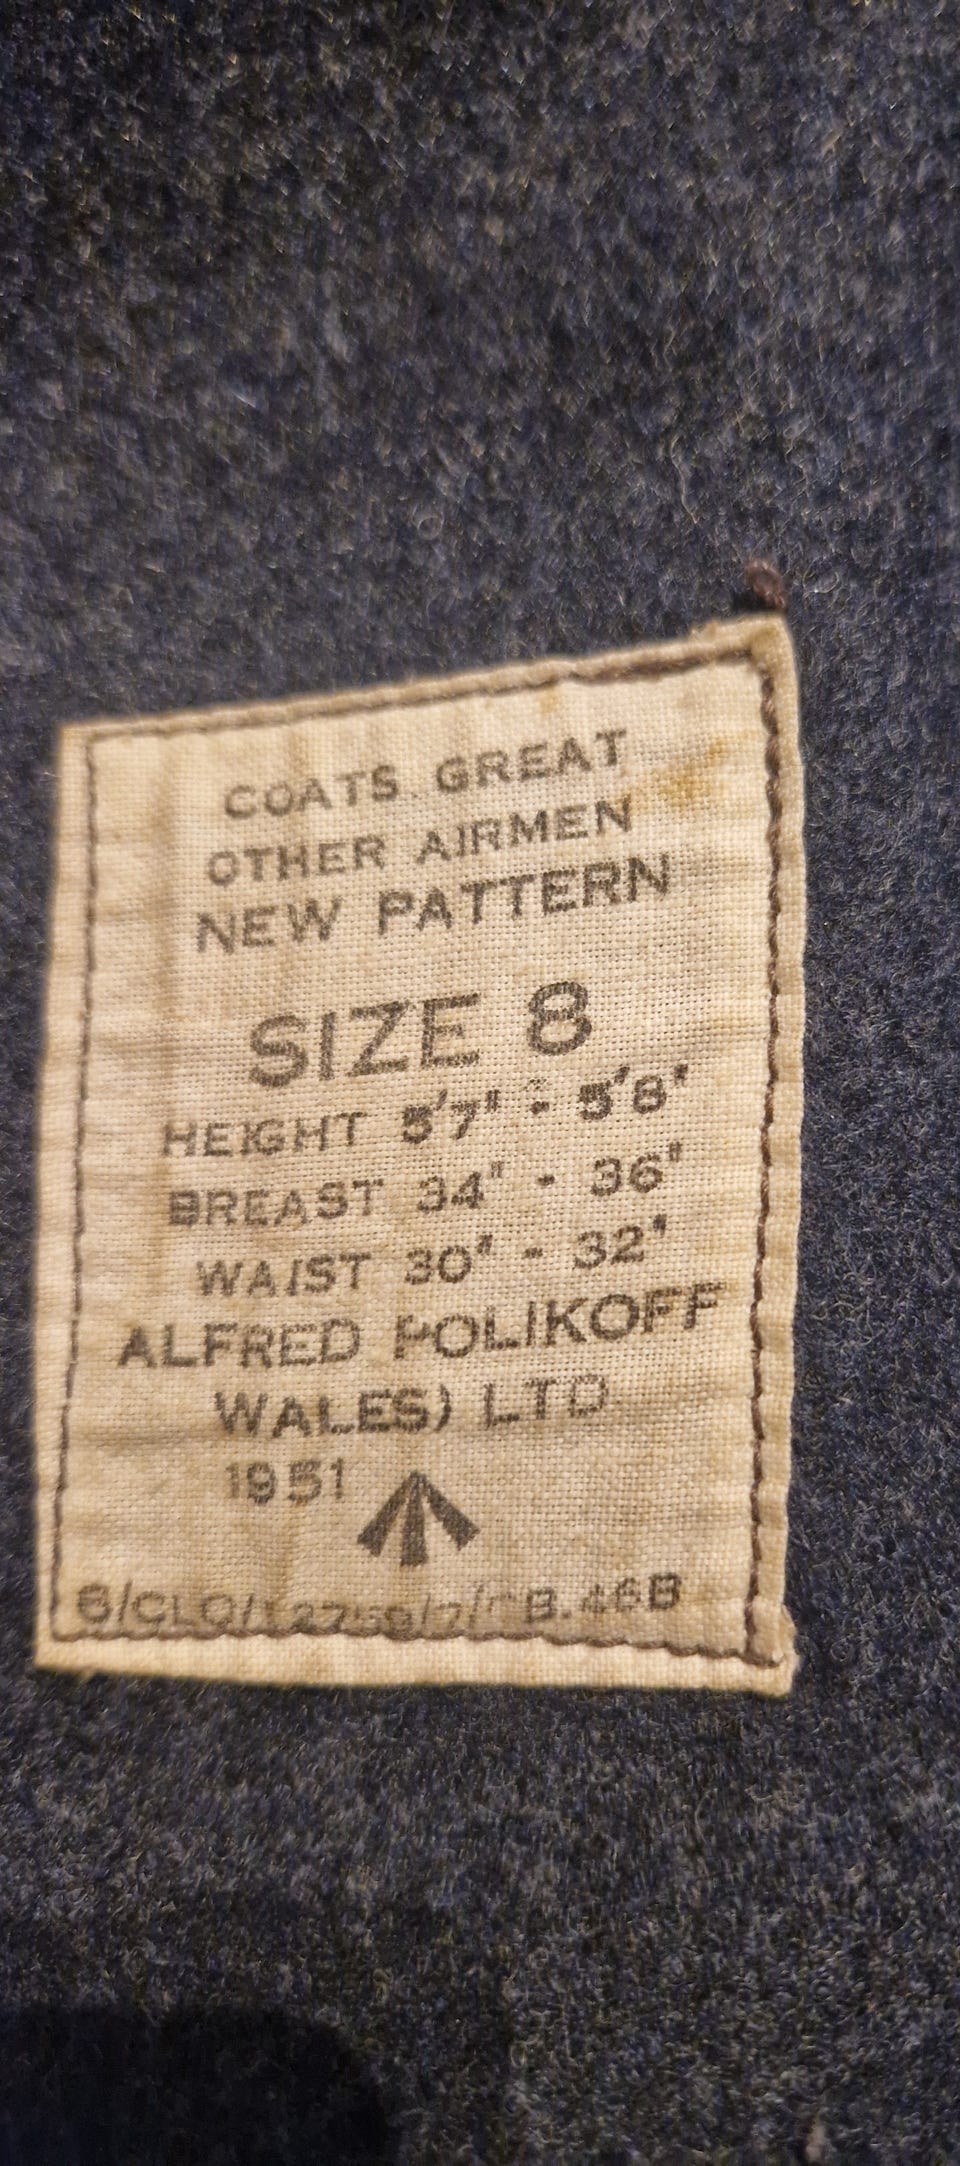 COATS GREAT
OTHER AIRMEN
NEW PATTERN
SIZE 8
HEIGHT 5'7" - 5'8"
BREAST 34" - 36"
WAIST 30" - 32"
ALFRED POLIKOFF
WALES) LTD
1951